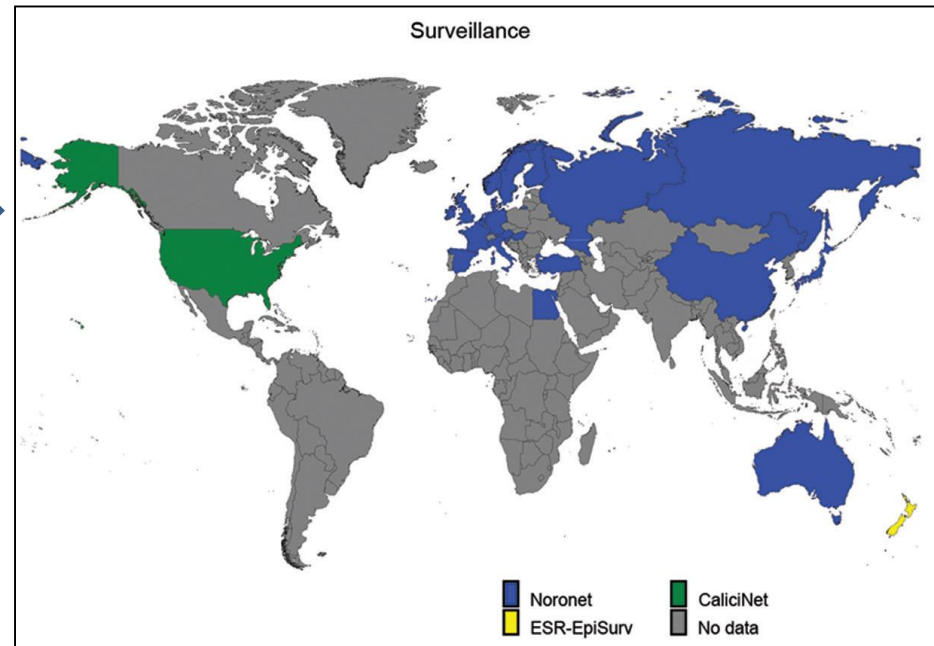 Surveillance
Noronet
CaliciNet
ESR-EpiSurv
No data